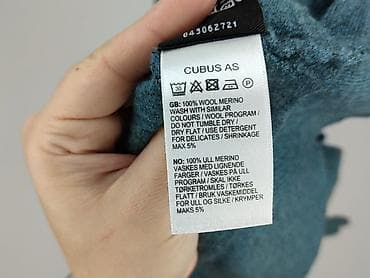 043062721
CUBUS AS
30 P
GB: 100% WOOL MERINO
WASH WITH SIMILAR
COLOURS / WOOL PROGRAM /
DO NOT TUMBLE DRY /
DRY FLAT / USE DETERGENT
FOR DELICATES / SHRINKAGE
MAX 5%
NO: 100% ULL MERINO
VASKES MED LIGNENDE
FARGER / VASKES PÅ ULL
PROGRAM / SKAL IKKE
TØRKETROMLES / TØRKES
FLATT / BRUK VASKEMIDDEL
FOR ULL OG SILKE / KRYMPER
MAKS 5%